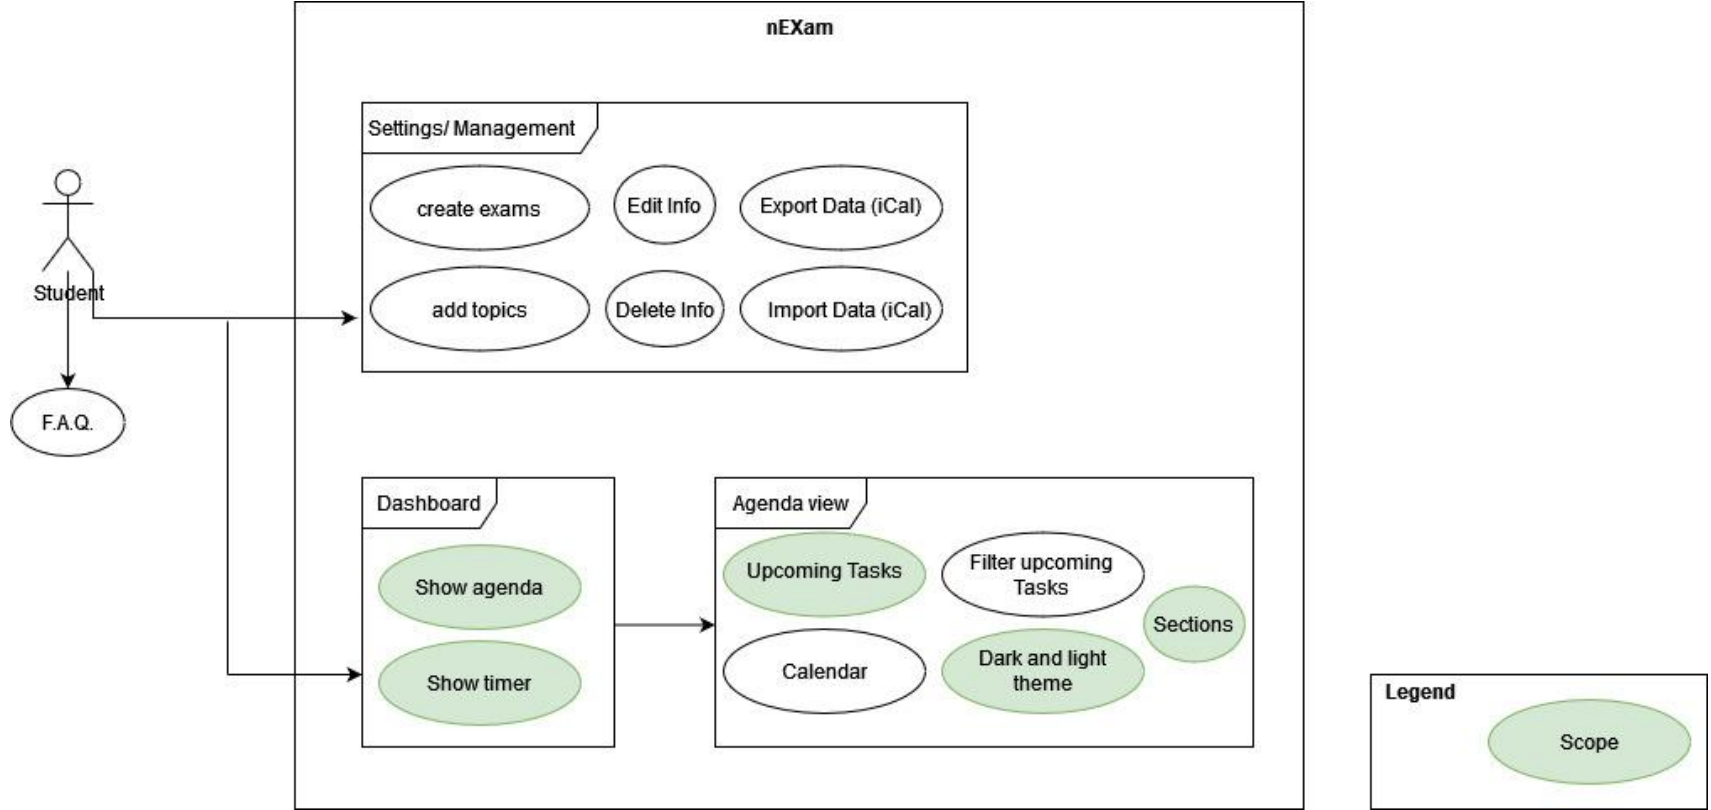 nEXam
Settings/ Management
create exams
Edit Info
Export Data (iCal)
add topics
Delete Info
Import Data (iCal)
Student
F.A.Q.
Dashboard
Show agenda
Show timer
Agenda view
Upcoming Tasks
Filter upcoming
Tasks
Sections
Calendar
Dark and light
theme
Legend
Scope